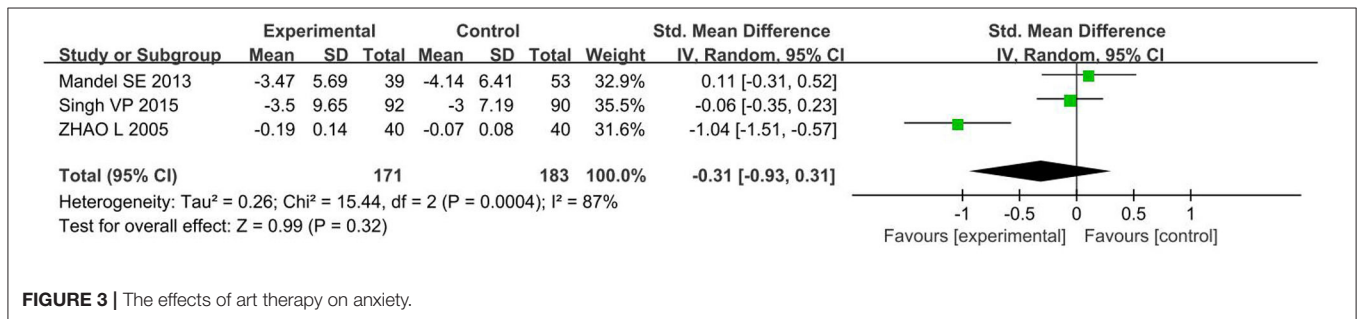 Experimental Control Std. Mean Difference Std. Mean Difference
Study or Subgroup Mean SD Total Mean SD Total Weight IV, Random, 95% CI IV, Random, 95% CI
Mandel SE 2013 -3.47 5.69 39 -4.14 6.41 53 32.9% 0.11 [-0.31, 0.52]
Singh VP 2015 -3.5 9.65 92 -3 7.19 90 35.5% -0.06 [-0.35, 0.23]
ZHAO L 2005 -0.19 0.14 40 -0.07 0.08 40 31.6% -1.04 [-1.51, -0.57]
Total (95% CI) 171 183 100.0% -0.31 [-0.93, 0.31]
Heterogeneity: Tau² = 0.26; Chi² = 15.44, df = 2 (P = 0.0004); I² = 87%
Test for overall effect: Z = 0.99 (P = 0.32)
-1 -0.5 0 0.5 1
Favours [experimental] Favours [control]
FIGURE 3 | The effects of art therapy on anxiety.